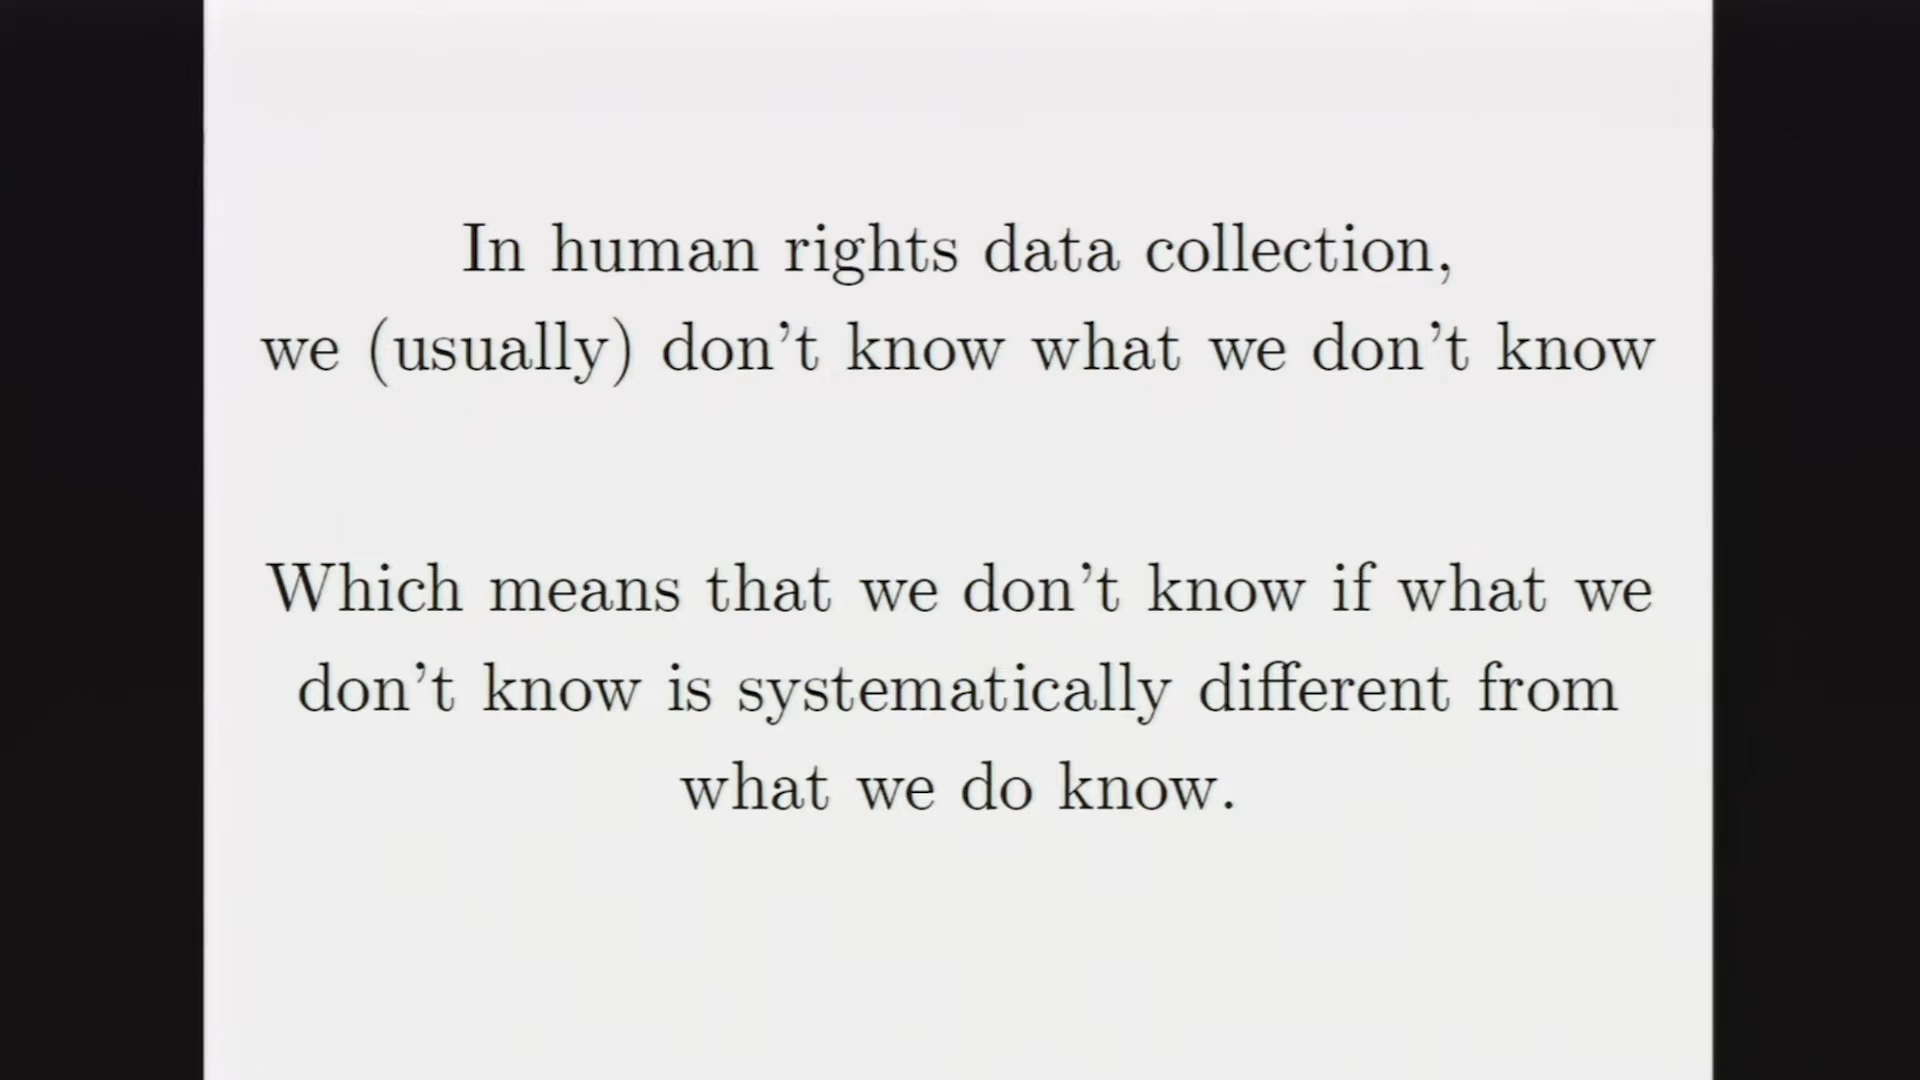 In human rights data collection,
we (usually) don't know what we don't know
Which means that we don't know if what we
don't know is systematically different from
what we do know.